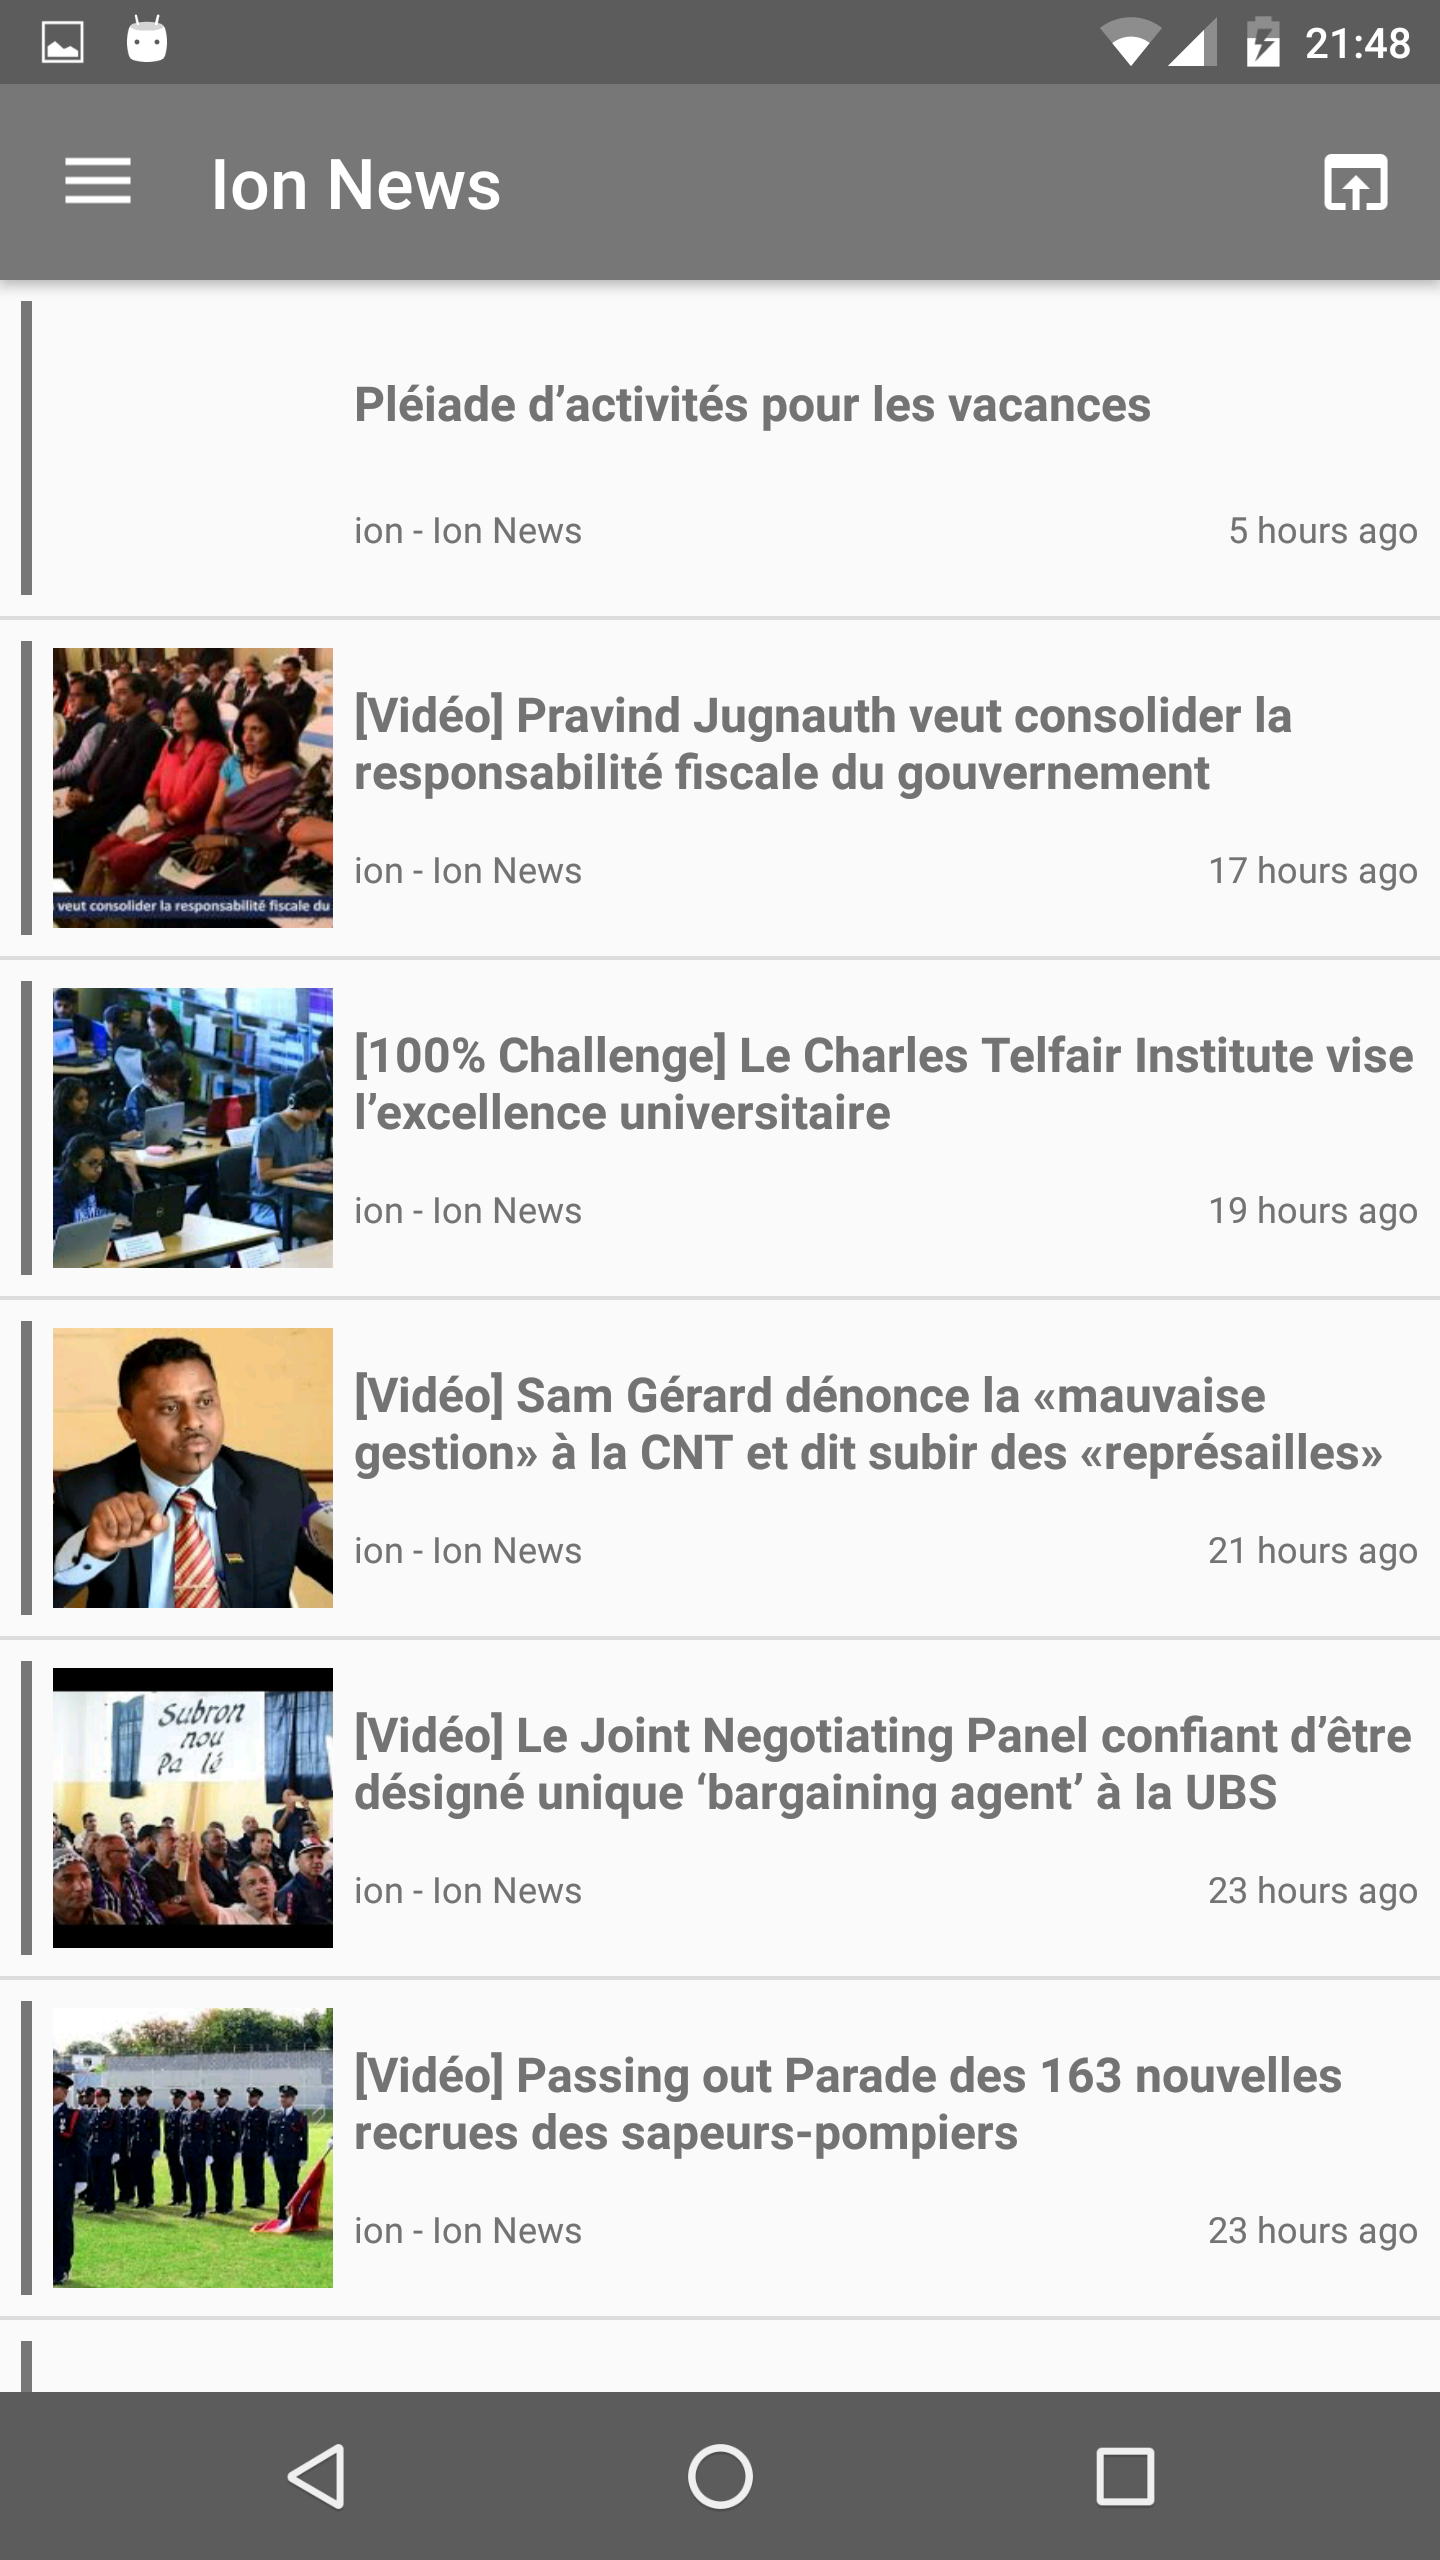 21:48
Ion News
Pléiade d’activités pour les vacances
ion - Ion News
5 hours ago
[Vidéo] Pravind Jugnauth veut consolider la
responsabilité fiscale du gouvernement
veut consolider la responsabilité fiscale du
ion - Ion News
17 hours ago
[100% Challenge] Le Charles Telfair Institute vise
l’excellence universitaire
ion - Ion News
19 hours ago
[Vidéo] Sam Gérard dénonce la «mauvaise
gestion» à la CNT et dit subir des «représailles»
ion - Ion News
21 hours ago
Subron
nou
Pa lé
[Vidéo] Le Joint Negotiating Panel confiant d’être
désigné unique ‘bargaining agent’ à la UBS
ion - Ion News
23 hours ago
[Vidéo] Passing out Parade des 163 nouvelles
recrues des sapeurs-pompiers
ion - Ion News
23 hours ago